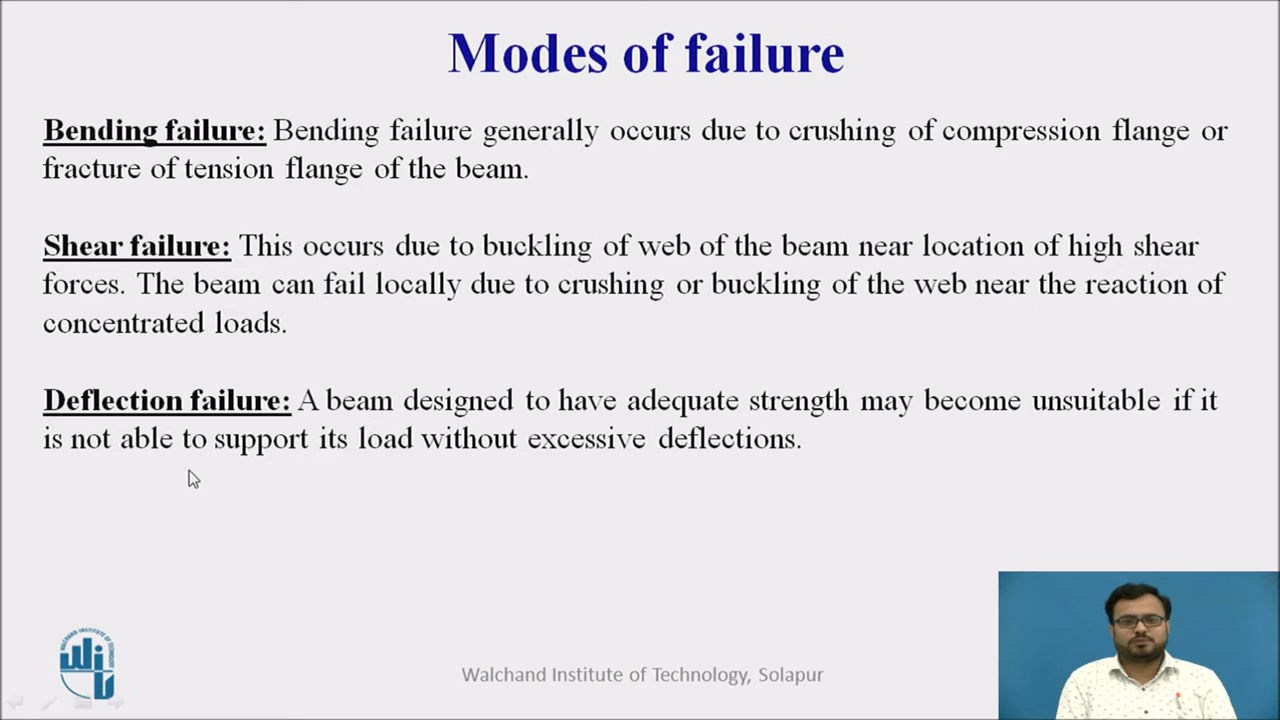 Modes of failure
Bending failure: Bending failure generally occurs due to crushing of compression flange or
fracture of tension flange of the beam.
Shear failure: This occurs due to buckling of web of the beam near location of high shear
forces. The beam can fail locally due to crushing or buckling of the web near the reaction of
concentrated loads.
Deflection failure: A beam designed to have adequate strength may become unsuitable if it
is not able to support its load without excessive deflections.
WALCHAND INSTITUTE OF TECHNOLOGY
Walchand Institute of Technology, Solapur